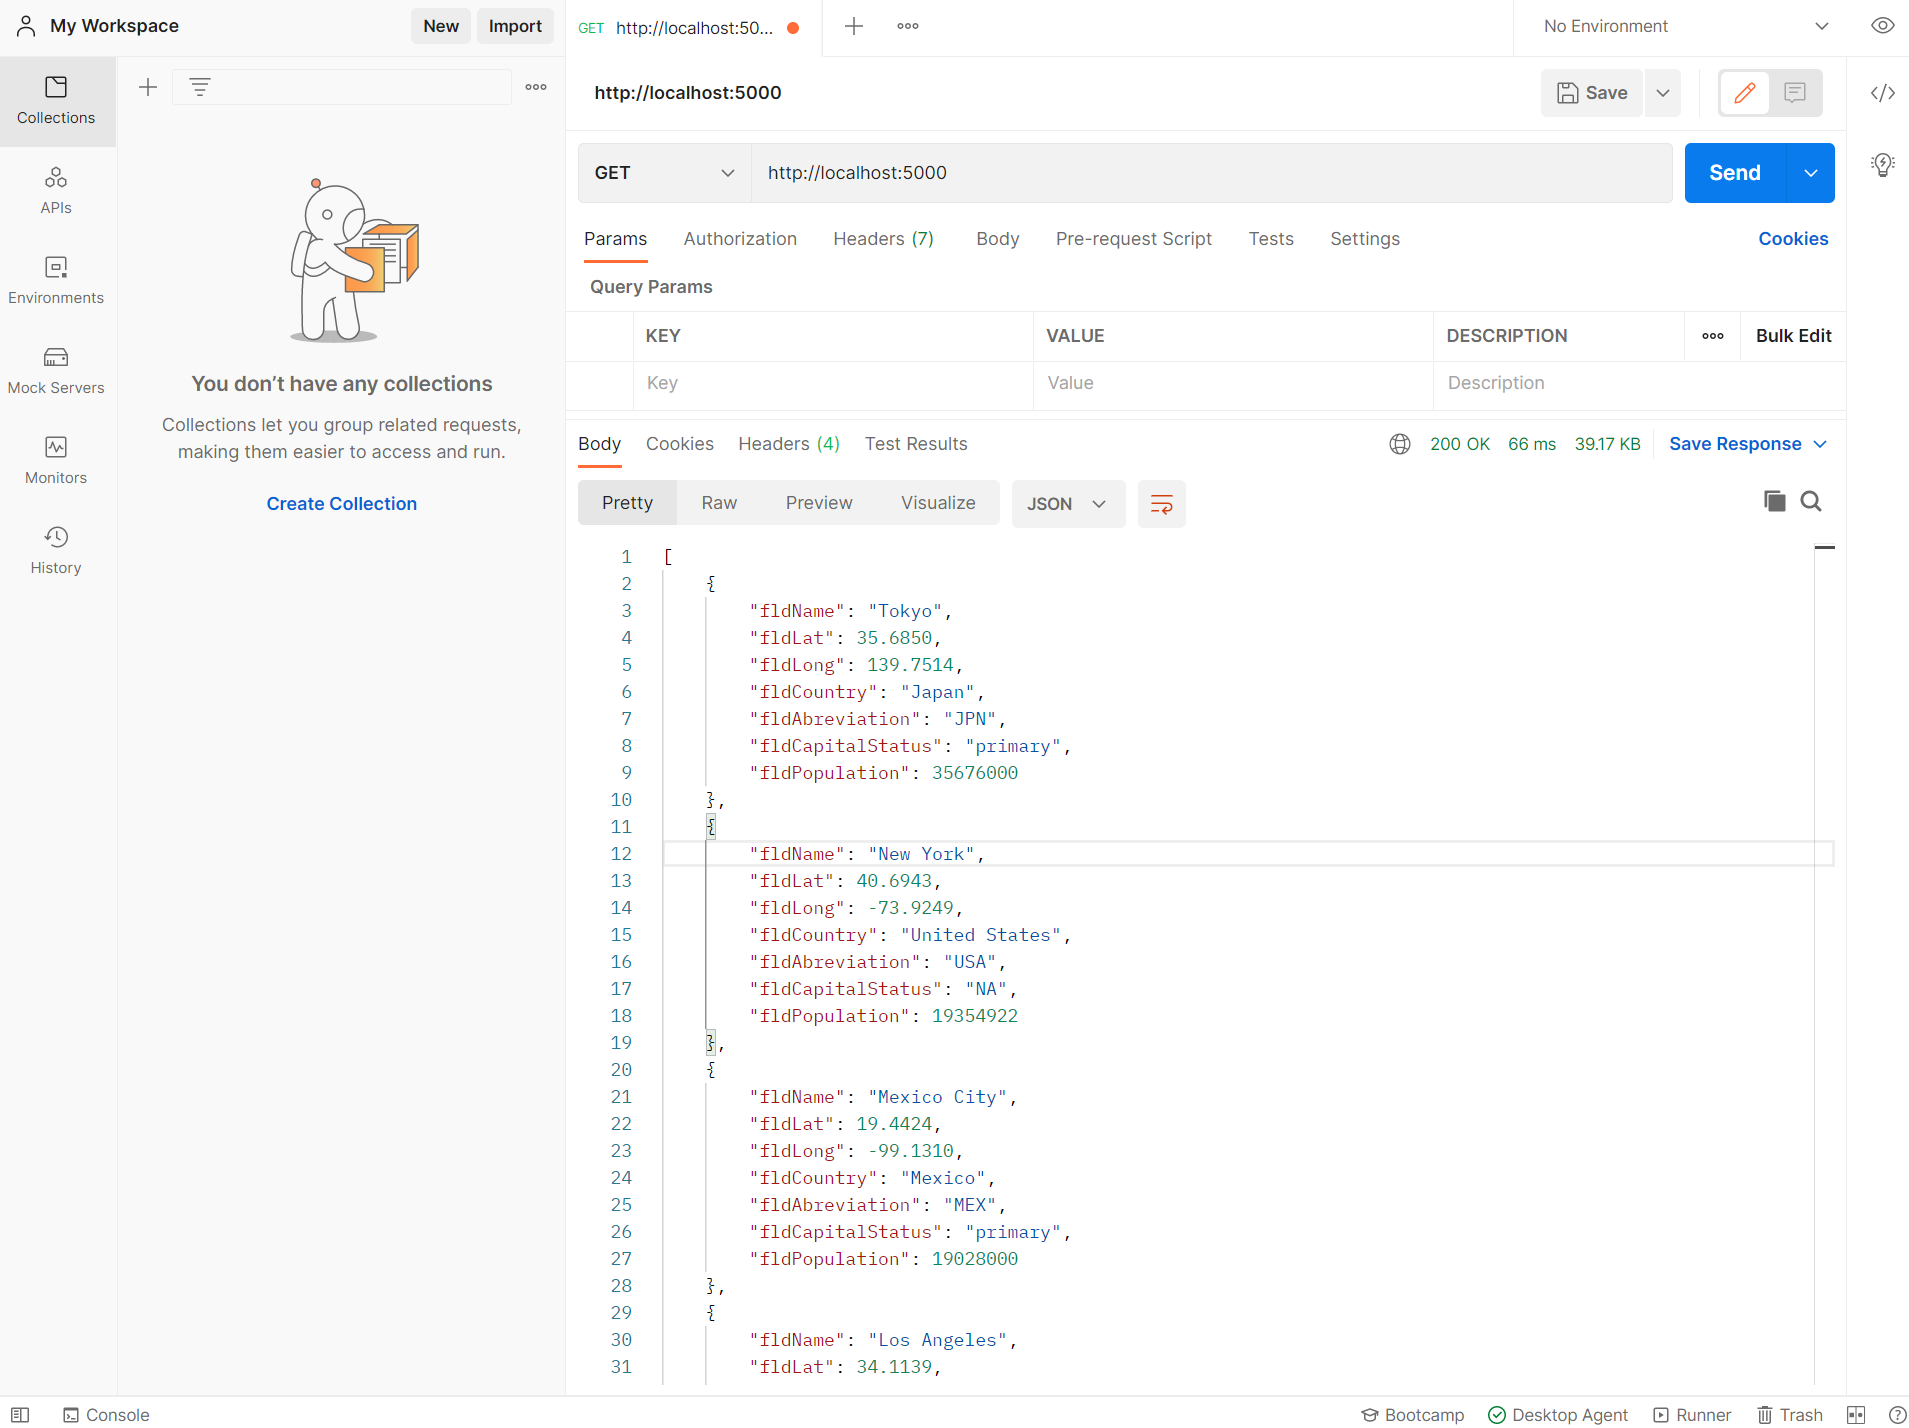 My Workspace
New
Import
GET http://localhost:50...
No Environment
Collections
APIs
Environments
Mock Servers
Monitors
History
You don’t have any collections
Collections let you group related requests,
making them easier to access and run.
Create Collection
http://localhost:5000
Save
GET
http://localhost:5000
Send
Params Authorization Headers (7) Body Pre-request Script Tests Settings Cookies
Query Params
KEY VALUE DESCRIPTION Bulk Edit
Key Value Description
Body Cookies Headers (4) Test Results 200 OK 66 ms 39.17 KB Save Response
Pretty Raw Preview Visualize JSON
1 [
2 {
3 "fldName": "Tokyo",
4 "fldLat": 35.6850,
5 "fldLong": 139.7514,
6 "fldCountry": "Japan",
7 "fldAbreviation": "JPN",
8 "fldCapitalStatus": "primary",
9 "fldPopulation": 35676000
10 },
11 {
12 "fldName": "New York",
13 "fldLat": 40.6943,
14 "fldLong": -73.9249,
15 "fldCountry": "United States",
16 "fldAbreviation": "USA",
17 "fldCapitalStatus": "NA",
18 "fldPopulation": 19354922
19 },
20 {
21 "fldName": "Mexico City",
22 "fldLat": 19.4424,
23 "fldLong": -99.1310,
24 "fldCountry": "Mexico",
25 "fldAbreviation": "MEX",
26 "fldCapitalStatus": "primary",
27 "fldPopulation": 19028000
28 },
29 {
30 "fldName": "Los Angeles",
31 "fldLat": 34.1139,
Console
Bootcamp Desktop Agent Runner Trash